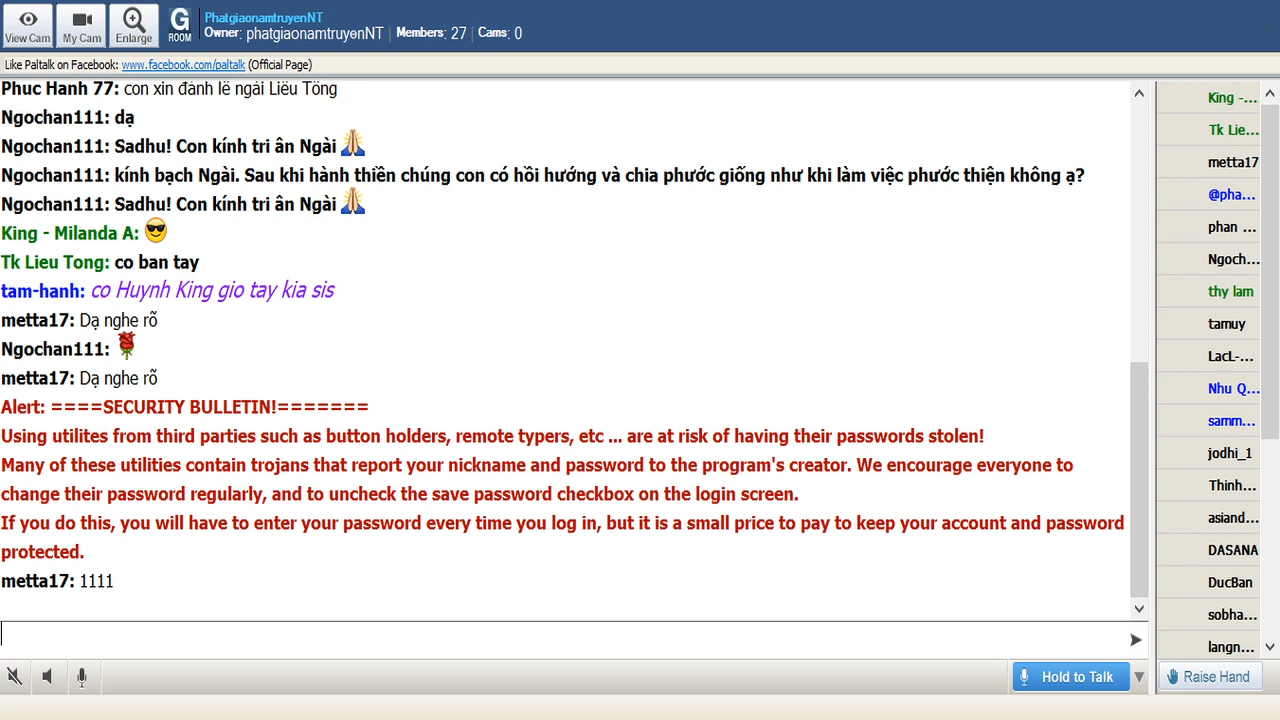 View Cam
My Cam
Enlarge
G
ROOM
PhatgiaonamtruyenNT
Owner: phatgiaonamtruyenNT | Members: 27 | Cams: 0
Like Paltalk on Facebook: www.facebook.com/paltalk (Official Page)
Phuc Hanh 77: con xin đảnh lễ ngài Liễu Tông
Ngochan111: dạ
Ngochan111: Sadhu! Con kính tri ân Ngài
Ngochan111: kính bạch Ngài. Sau khi hành thiền chúng con có hồi hướng và chia phước giống như khi làm việc phước thiện không ạ?
Ngochan111: Sadhu! Con kính tri ân Ngài
King - Milanda A:
Tk Lieu Tong: co ban tay
tam-hanh: co Huynh King gio tay kia sis
metta17: Dạ nghe rõ
Ngochan111:
metta17: Dạ nghe rõ
Alert: ====SECURITY BULLETIN!=======
Using utilites from third parties such as button holders, remote typers, etc ... are at risk of having their passwords stolen!
Many of these utilities contain trojans that report your nickname and password to the program's creator. We encourage everyone to
change their password regularly, and to uncheck the save password checkbox on the login screen.
If you do this, you will have to enter your password every time you log in, but it is a small price to pay to keep your account and password
protected.
metta17: 1111
Hold to Talk
King -...
Tk Lie...
metta17
@pha...
phan ...
Ngoch...
thy lam
tamuy
LacL-...
Nhu Q...
samm...
jodhi_1
Thinh...
asiand...
DASANA
DucBan
sobha...
langn...
Raise Hand